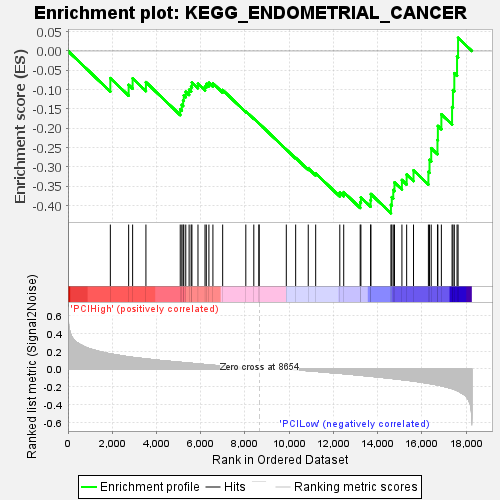 Enrichment plot: KEGG_ENDOMETRIAL_CANCER
Enrichment score (ES)
0.05
0.00
-0.05
-0.10
-0.15
-0.20
-0.25
-0.30
-0.35
-0.40
'PCIHigh' (positively correlated)
Ranked list metric (Signal2Noise)
0.6
0.4
0.2
0.0
-0.2
-0.4
-0.6
Zero cross at 8654
'PCILow' (negatively correlated)
0 2,000 4,000 6,000 8,000 10,000 12,000 14,000 16,000 18,000
Rank in Ordered Dataset
Enrichment profile Hits Ranking metric scores